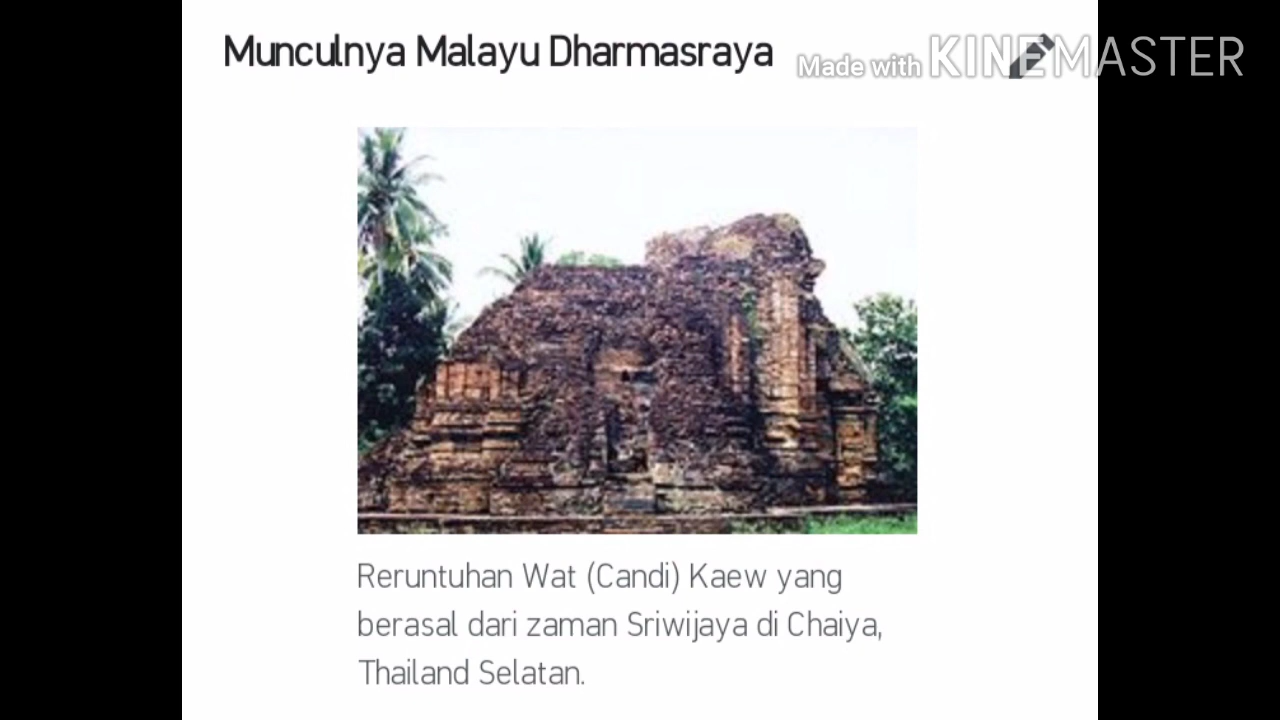 Munculnya Malayu Dharmasraya
Made with KINEMASTER
Reruntuhan Wat (Candi) Kaew yang
berasal dari zaman Sriwijaya di Chaiya,
Thailand Selatan.